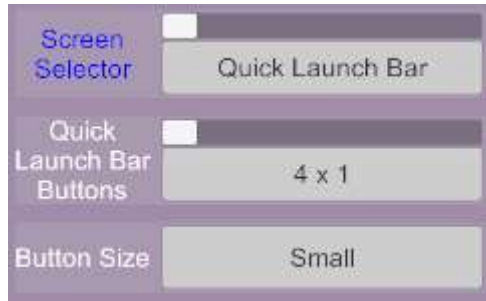 Screen
Selector
Quick Launch Bar
Quick
Launch Bar
Buttons
4 x 1
Button Size
Small